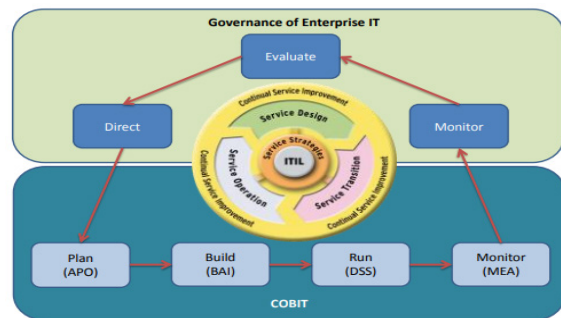 Governance of Enterprise IT
Evaluate
Direct
Monitor
Continual Service Improvement
Service Design
Service Strategies
ITIL
Service Operation
Service Transition
Continual Service Improvement
Continual Service Improvement
Plan
(APO)
Build
(BAI)
Run
(DSS)
Monitor
(MEA)
COBIT